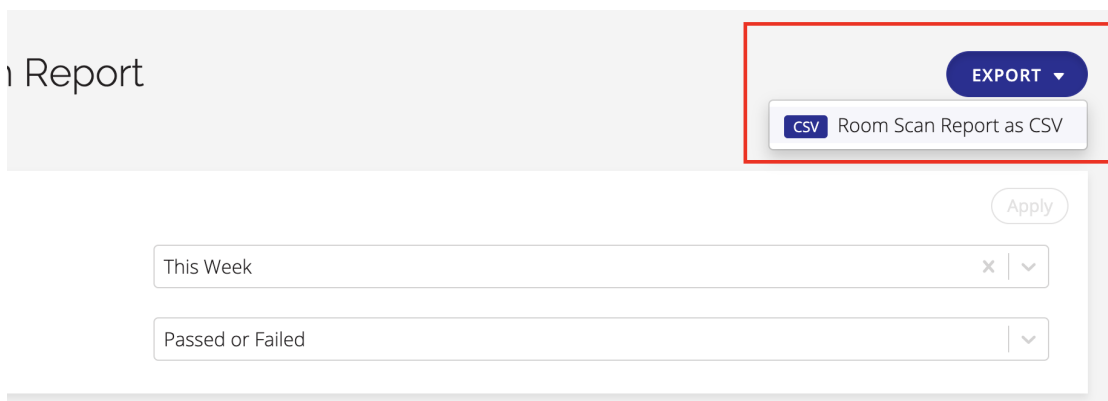 Report
EXPORT
CSV Room Scan Report as CSV
Apply
This Week
Passed or Failed